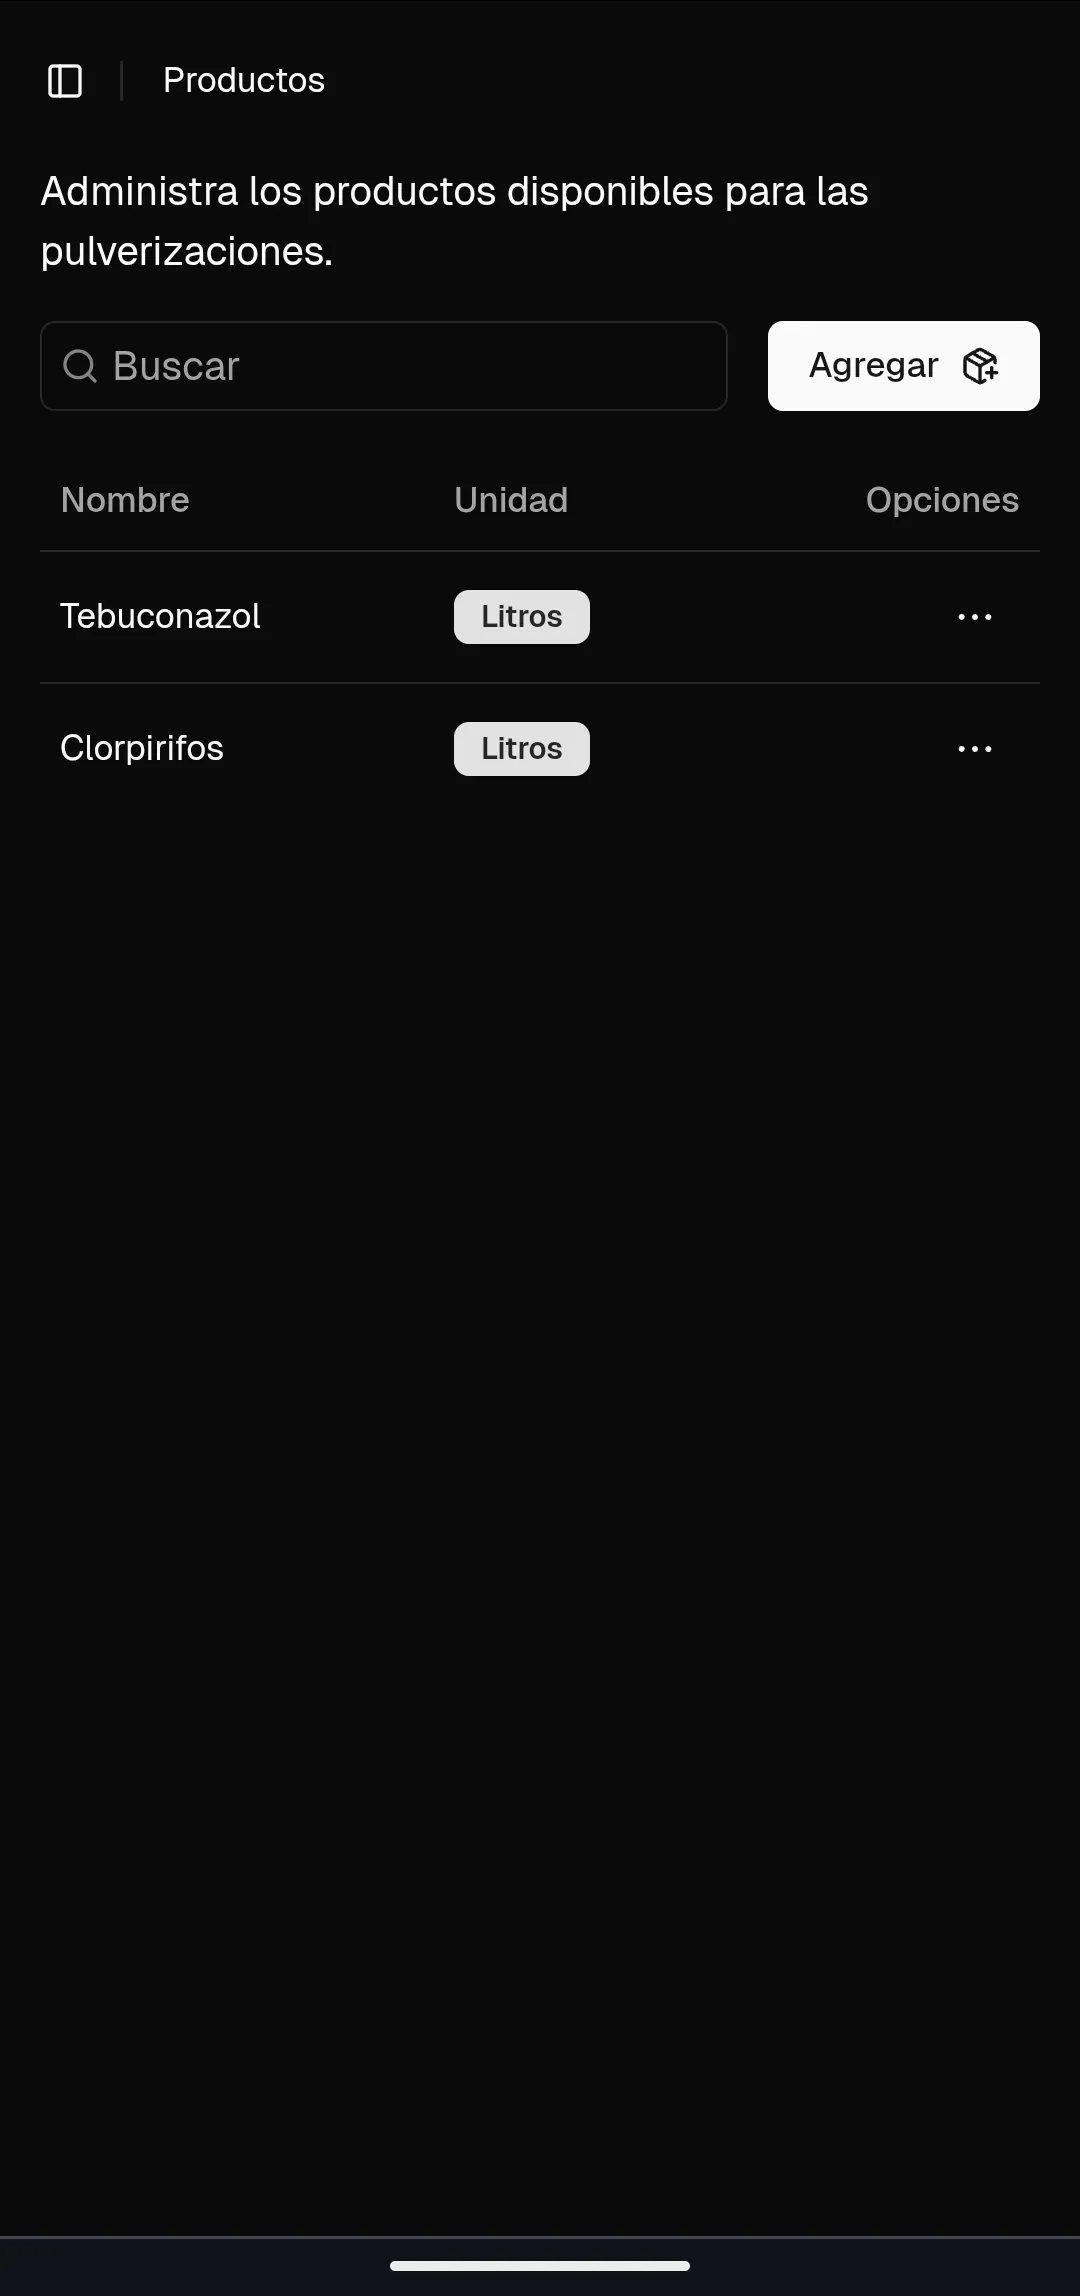 Productos
Administra los productos disponibles para las
pulverizaciones.
Buscar
Agregar
Nombre Unidad Opciones
Tebuconazol Litros
Clorpirifos Litros